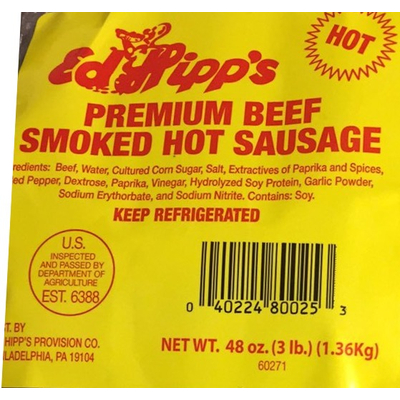 HOT
Ed Hipp's
PREMIUM BEEF
SMOKED HOT SAUSAGE
redients: Beef, Water, Cultured Corn Sugar, Salt, Extractives of Paprika and Spices,
ed Pepper, Dextrose, Paprika, Vinegar, Hydrolyzed Soy Protein, Garlic Powder,
Sodium Erythorbate, and Sodium Nitrite. Contains: Soy.
KEEP REFRIGERATED
U.S.
INSPECTED
AND PASSED BY
DEPARTMENT OF
AGRICULTURE
EST. 6388
0 40224 80025 3
ST. BY
HIPP'S PROVISION CO.
LADELPHIA, PA 19104
NET WT. 48 oz. (3 lb.) (1.36Kg)
60271